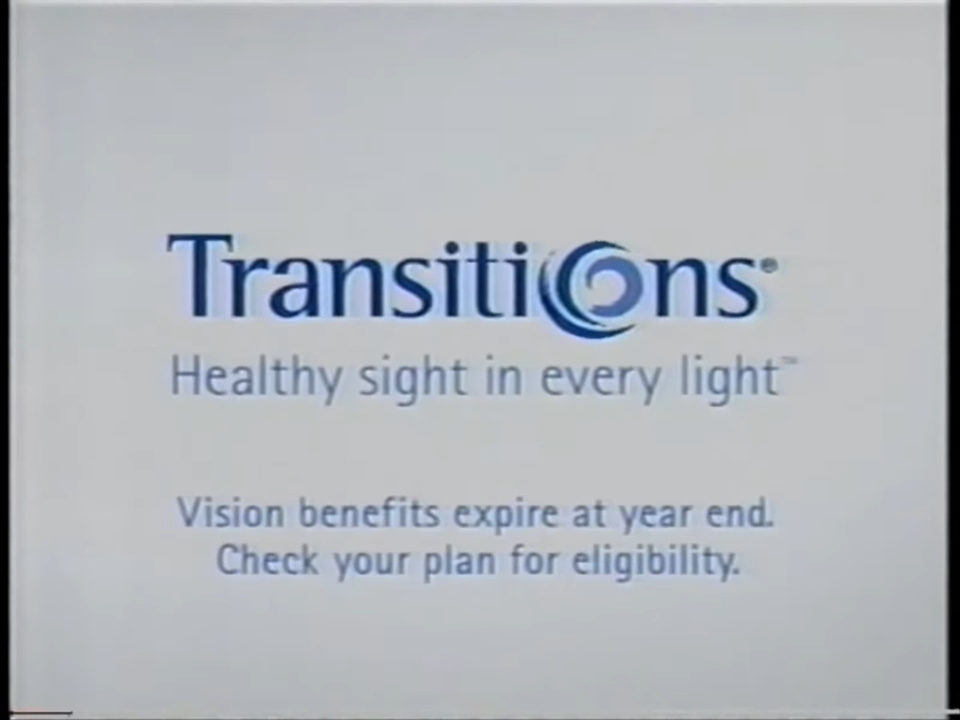 Transitions®
Healthy sight in every light™
Vision benefits expire at year end.
Check your plan for eligibility.